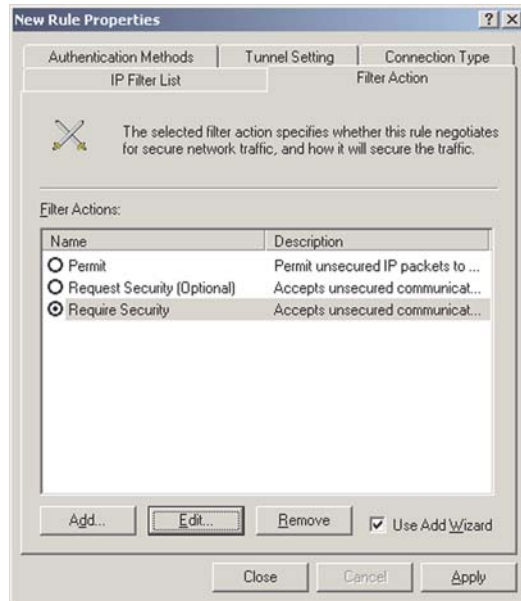 New Rule Properties
Authentication Methods Tunnel Setting Connection Type
IP Filter List Filter Action
The selected filter action specifies whether this rule negotiates
for secure network traffic, and how it will secure the traffic.
Filter Actions:
Name Description
Permit Permit unsecured IP packets to ...
Request Security (Optional) Accepts unsecured communicat...
Require Security Accepts unsecured communicat...
Add... Edit... Remove Use Add Wizard
Close Cancel Apply